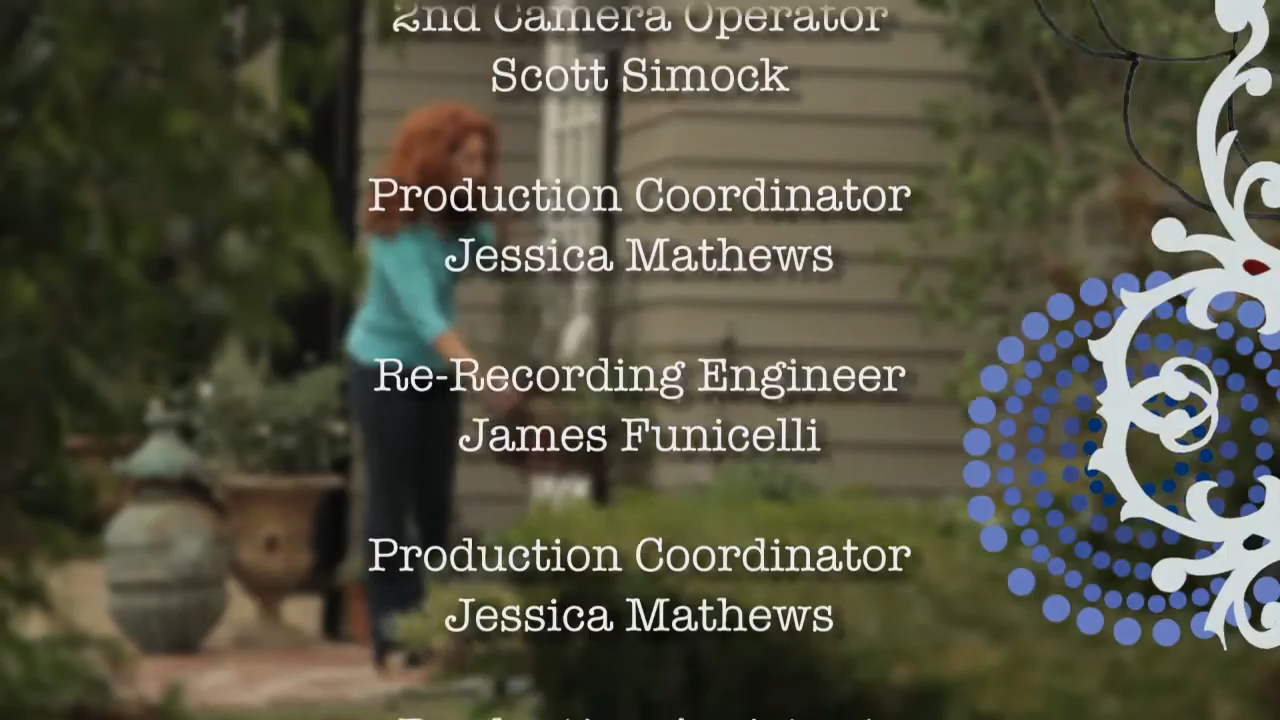 2nd Camera Operator
Scott Simock
Production Coordinator
Jessica Mathews
Re-Recording Engineer
James Funicelli
Production Coordinator
Jessica Mathews